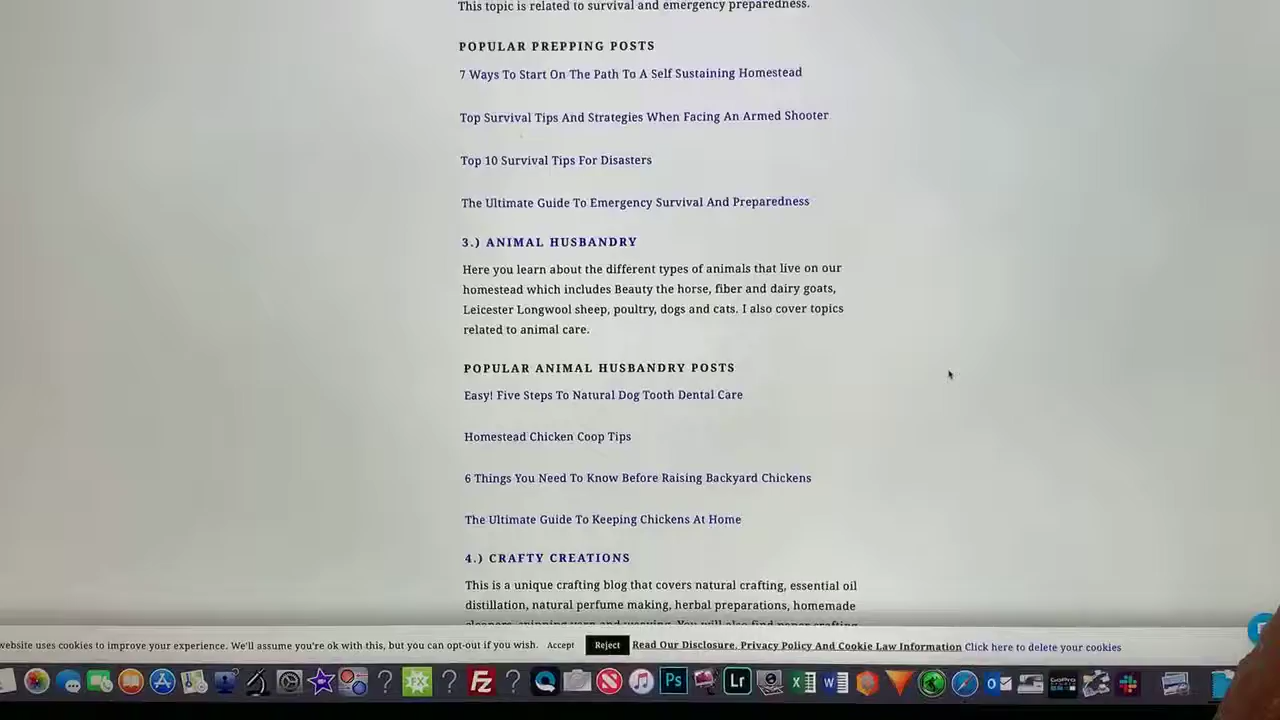 This topic is related to survival and emergency preparedness.
POPULAR PREPPING POSTS
7 Ways To Start On The Path To A Self Sustaining Homestead
Top Survival Tips And Strategies When Facing An Armed Shooter
Top 10 Survival Tips For Disasters
The Ultimate Guide To Emergency Survival And Preparedness
3.) ANIMAL HUSBANDRY
Here you learn about the different types of animals that live on our
homestead which includes Beauty the horse, fiber and dairy goats,
Leicester Longwool sheep, poultry, dogs and cats. I also cover topics
related to animal care.
POPULAR ANIMAL HUSBANDRY POSTS
Easy! Five Steps To Natural Dog Tooth Dental Care
Homestead Chicken Coop Tips
6 Things You Need To Know Before Raising Backyard Chickens
The Ultimate Guide To Keeping Chickens At Home
4.) CRAFTY CREATIONS
This is a unique crafting blog that covers natural crafting, essential oil
distillation, natural perfume making, herbal preparations, homemade
website uses cookies to improve your experience. We'll assume you're ok with this, but you can opt-out if you wish. Accept Reject Read Our Disclosure, Privacy Policy And Cookie Law Information Click here to delete your cookies
EX ? ? Fz ? Ps Lr X W GoPro